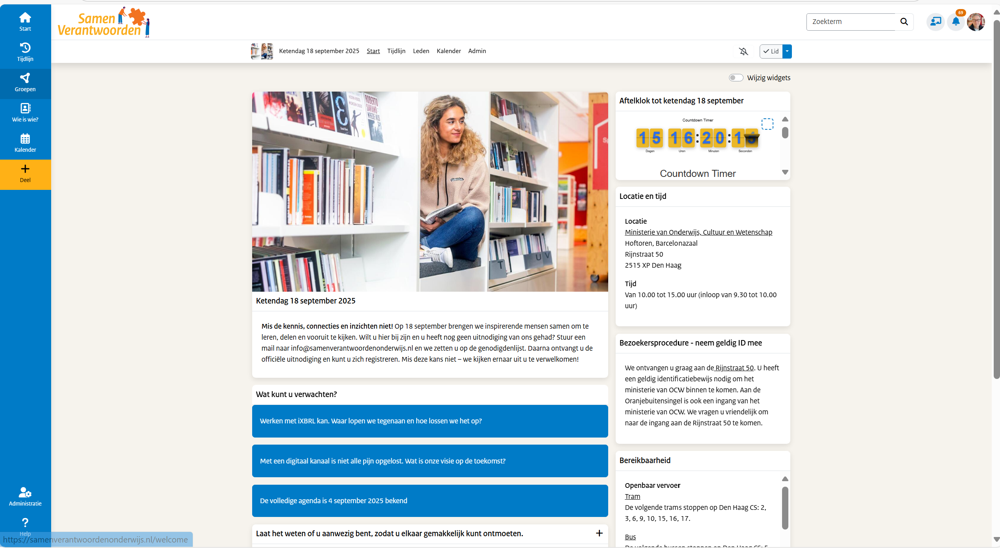 Start
Tijdlijn
Groepen
Wie is wie?
Kalender
Deel
Administratie
Help
https://samenverantwoordenonderwijs.nl/welcome
Samen
Verantwoorden
Zoekterm
69
Ketendag 18 september 2025 Start Tijdlijn Leden Kalender Admin
Lid
Wijzig widgets
ROBERTO
SAVIANO
T
U V
Ketendag 18 september 2025
Mis de kennis, connecties en inzichten niet! Op 18 september brengen we inspirerende mensen samen om te
leren, delen en vooruit te kijken. Wilt u hier bij zijn en u heeft nog geen uitnodiging van ons gehad? Stuur een
mail naar info@samenverantwoordenonderwijs.nl en we zetten u op de genodigdenlijst. Daarna ontvangt u de
officiële uitnodiging en kunt u zich registreren. Mis deze kans niet – we kijken ernaar uit u te verwelkomen!
Wat kunt u verwachten?
Werken met iXBRL kan. Waar lopen we tegenaan en hoe lossen we het op?
Met een digitaal kanaal is niet alle pijn opgelost. Wat is onze visie op de toekomst?
De volledige agenda is 4 september 2025 bekend
Laat het weten of u aanwezig bent, zodat u elkaar gemakkelijk kunt ontmoeten.
Aftelklok tot ketendag 18 september
Countdown Timer
15 16:20:1
Dagen Uren Minuten Seconden
Countdown Timer
Locatie en tijd
Locatie
Ministerie van Onderwijs, Cultuur en Wetenschap
Hoftoren, Barcelonazaal
Rijnstraat 50
2515 XP Den Haag
Tijd
Van 10.00 tot 15.00 uur (inloop van 9.30 tot 10.00
uur)
Bezoekersprocedure - neem geldig ID mee
We ontvangen u graag aan de Rijnstraat 50. U heeft
een geldig identificatiebewijs nodig om het
ministerie van OCW binnen te komen. Aan de
Oranjebuitensingel is ook een ingang van het
ministerie van OCW. We vragen u vriendelijk om
naar de ingang aan de Rijnstraat 50 te komen.
Bereikbaarheid
Openbaar vervoer
Tram
De volgende trams stoppen op Den Haag CS: 2,
3, 6, 9, 10, 15, 16, 17.
Bus
De volgende bussen stoppen op Den Haag CS: 5,